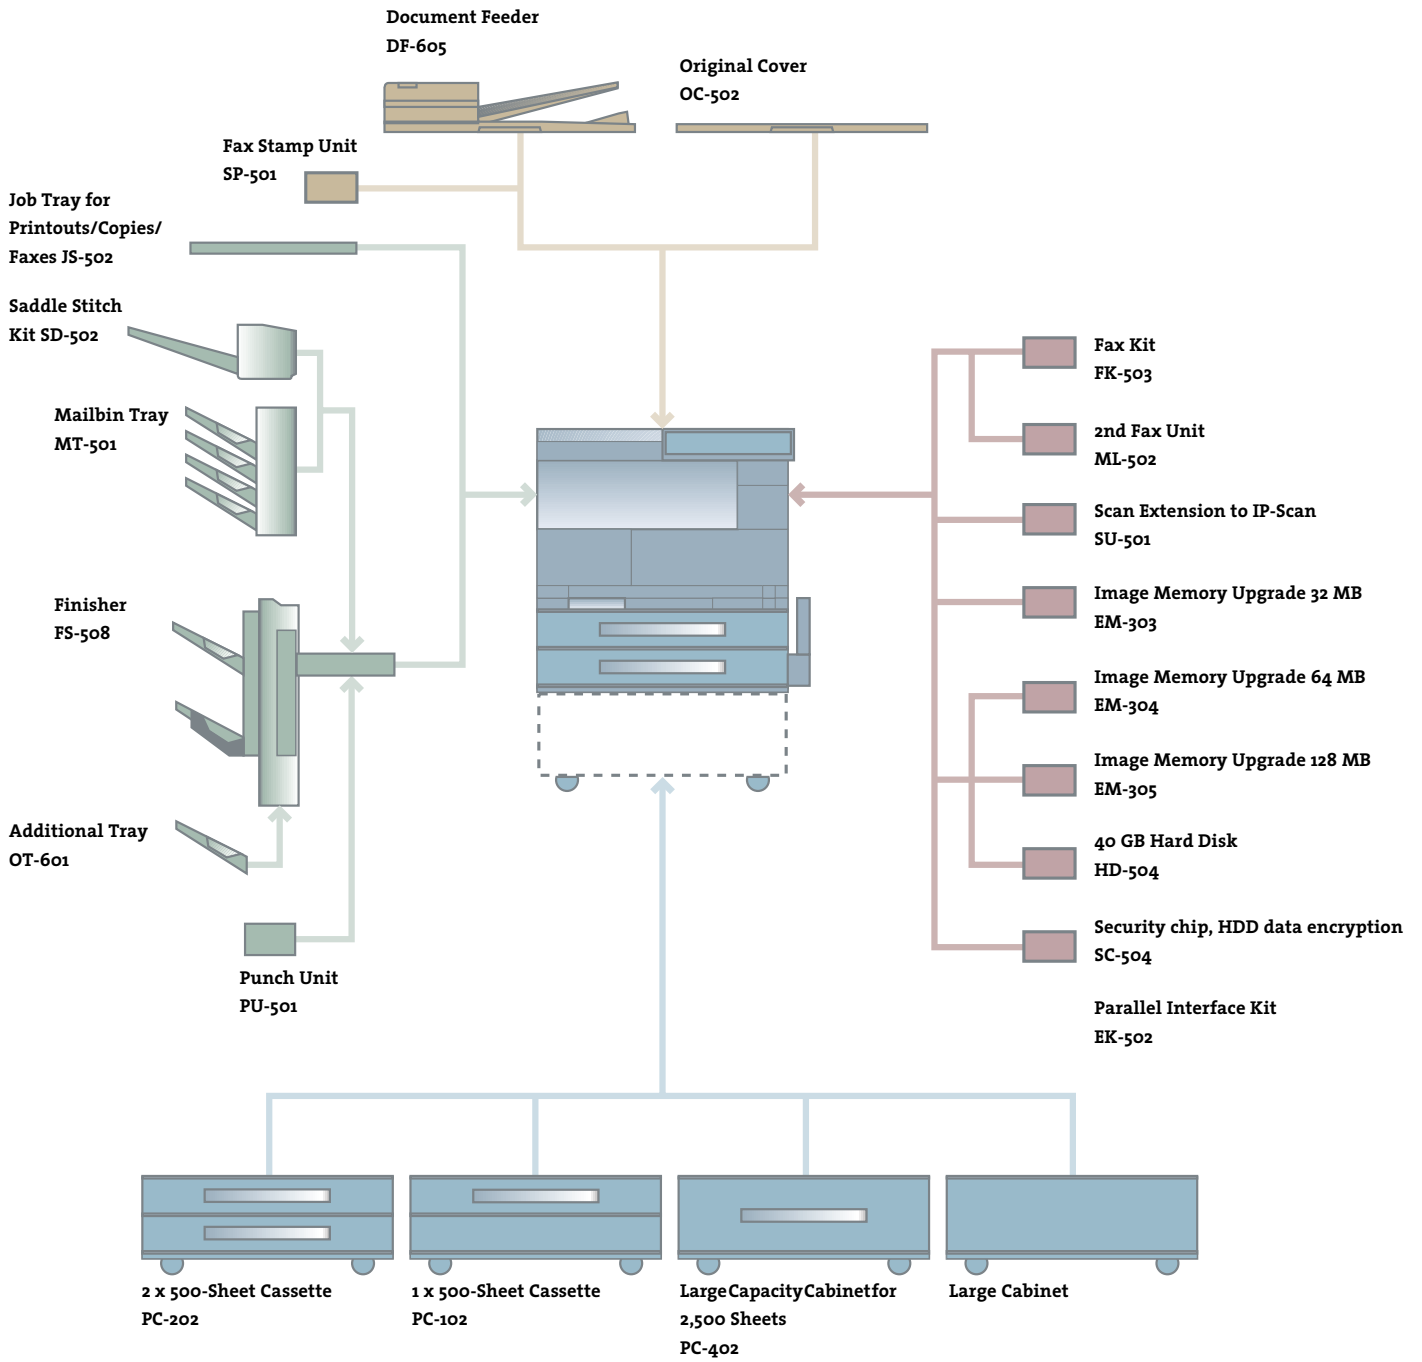 Document Feeder
DF-605
Original Cover
OC-502
Fax Stamp Unit
SP-501
Job Tray for
Printouts/Copies/
Faxes JS-502
Saddle Stitch
Kit SD-502
Mailbin Tray
MT-501
Finisher
FS-508
Additional Tray
OT-601
Punch Unit
PU-501
Fax Kit
FK-503
2nd Fax Unit
ML-502
Scan Extension to IP-Scan
SU-501
Image Memory Upgrade 32 MB
EM-303
Image Memory Upgrade 64 MB
EM-304
Image Memory Upgrade 128 MB
EM-305
40 GB Hard Disk
HD-504
Security chip, HDD data encryption
SC-504
Parallel Interface Kit
EK-502
2 x 500-Sheet Cassette
PC-202
1 x 500-Sheet Cassette
PC-102
Large Capacity Cabinet for
2,500 Sheets
PC-402
Large Cabinet